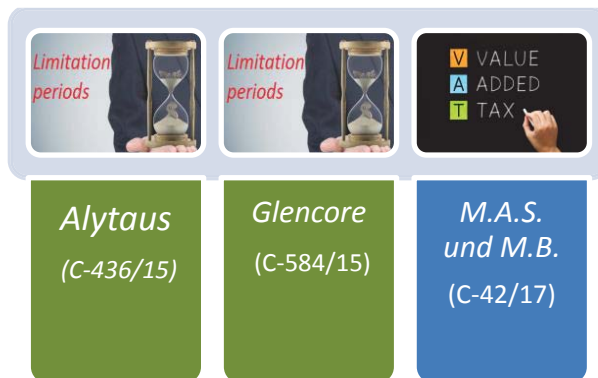 Limitation
periods
Limitation
periods
V VALUE
A ADDED
T TAX
Alytaus
(C-436/15)
Glencore
(C-584/15)
M.A.S.
und M.B.
(C-42/17)